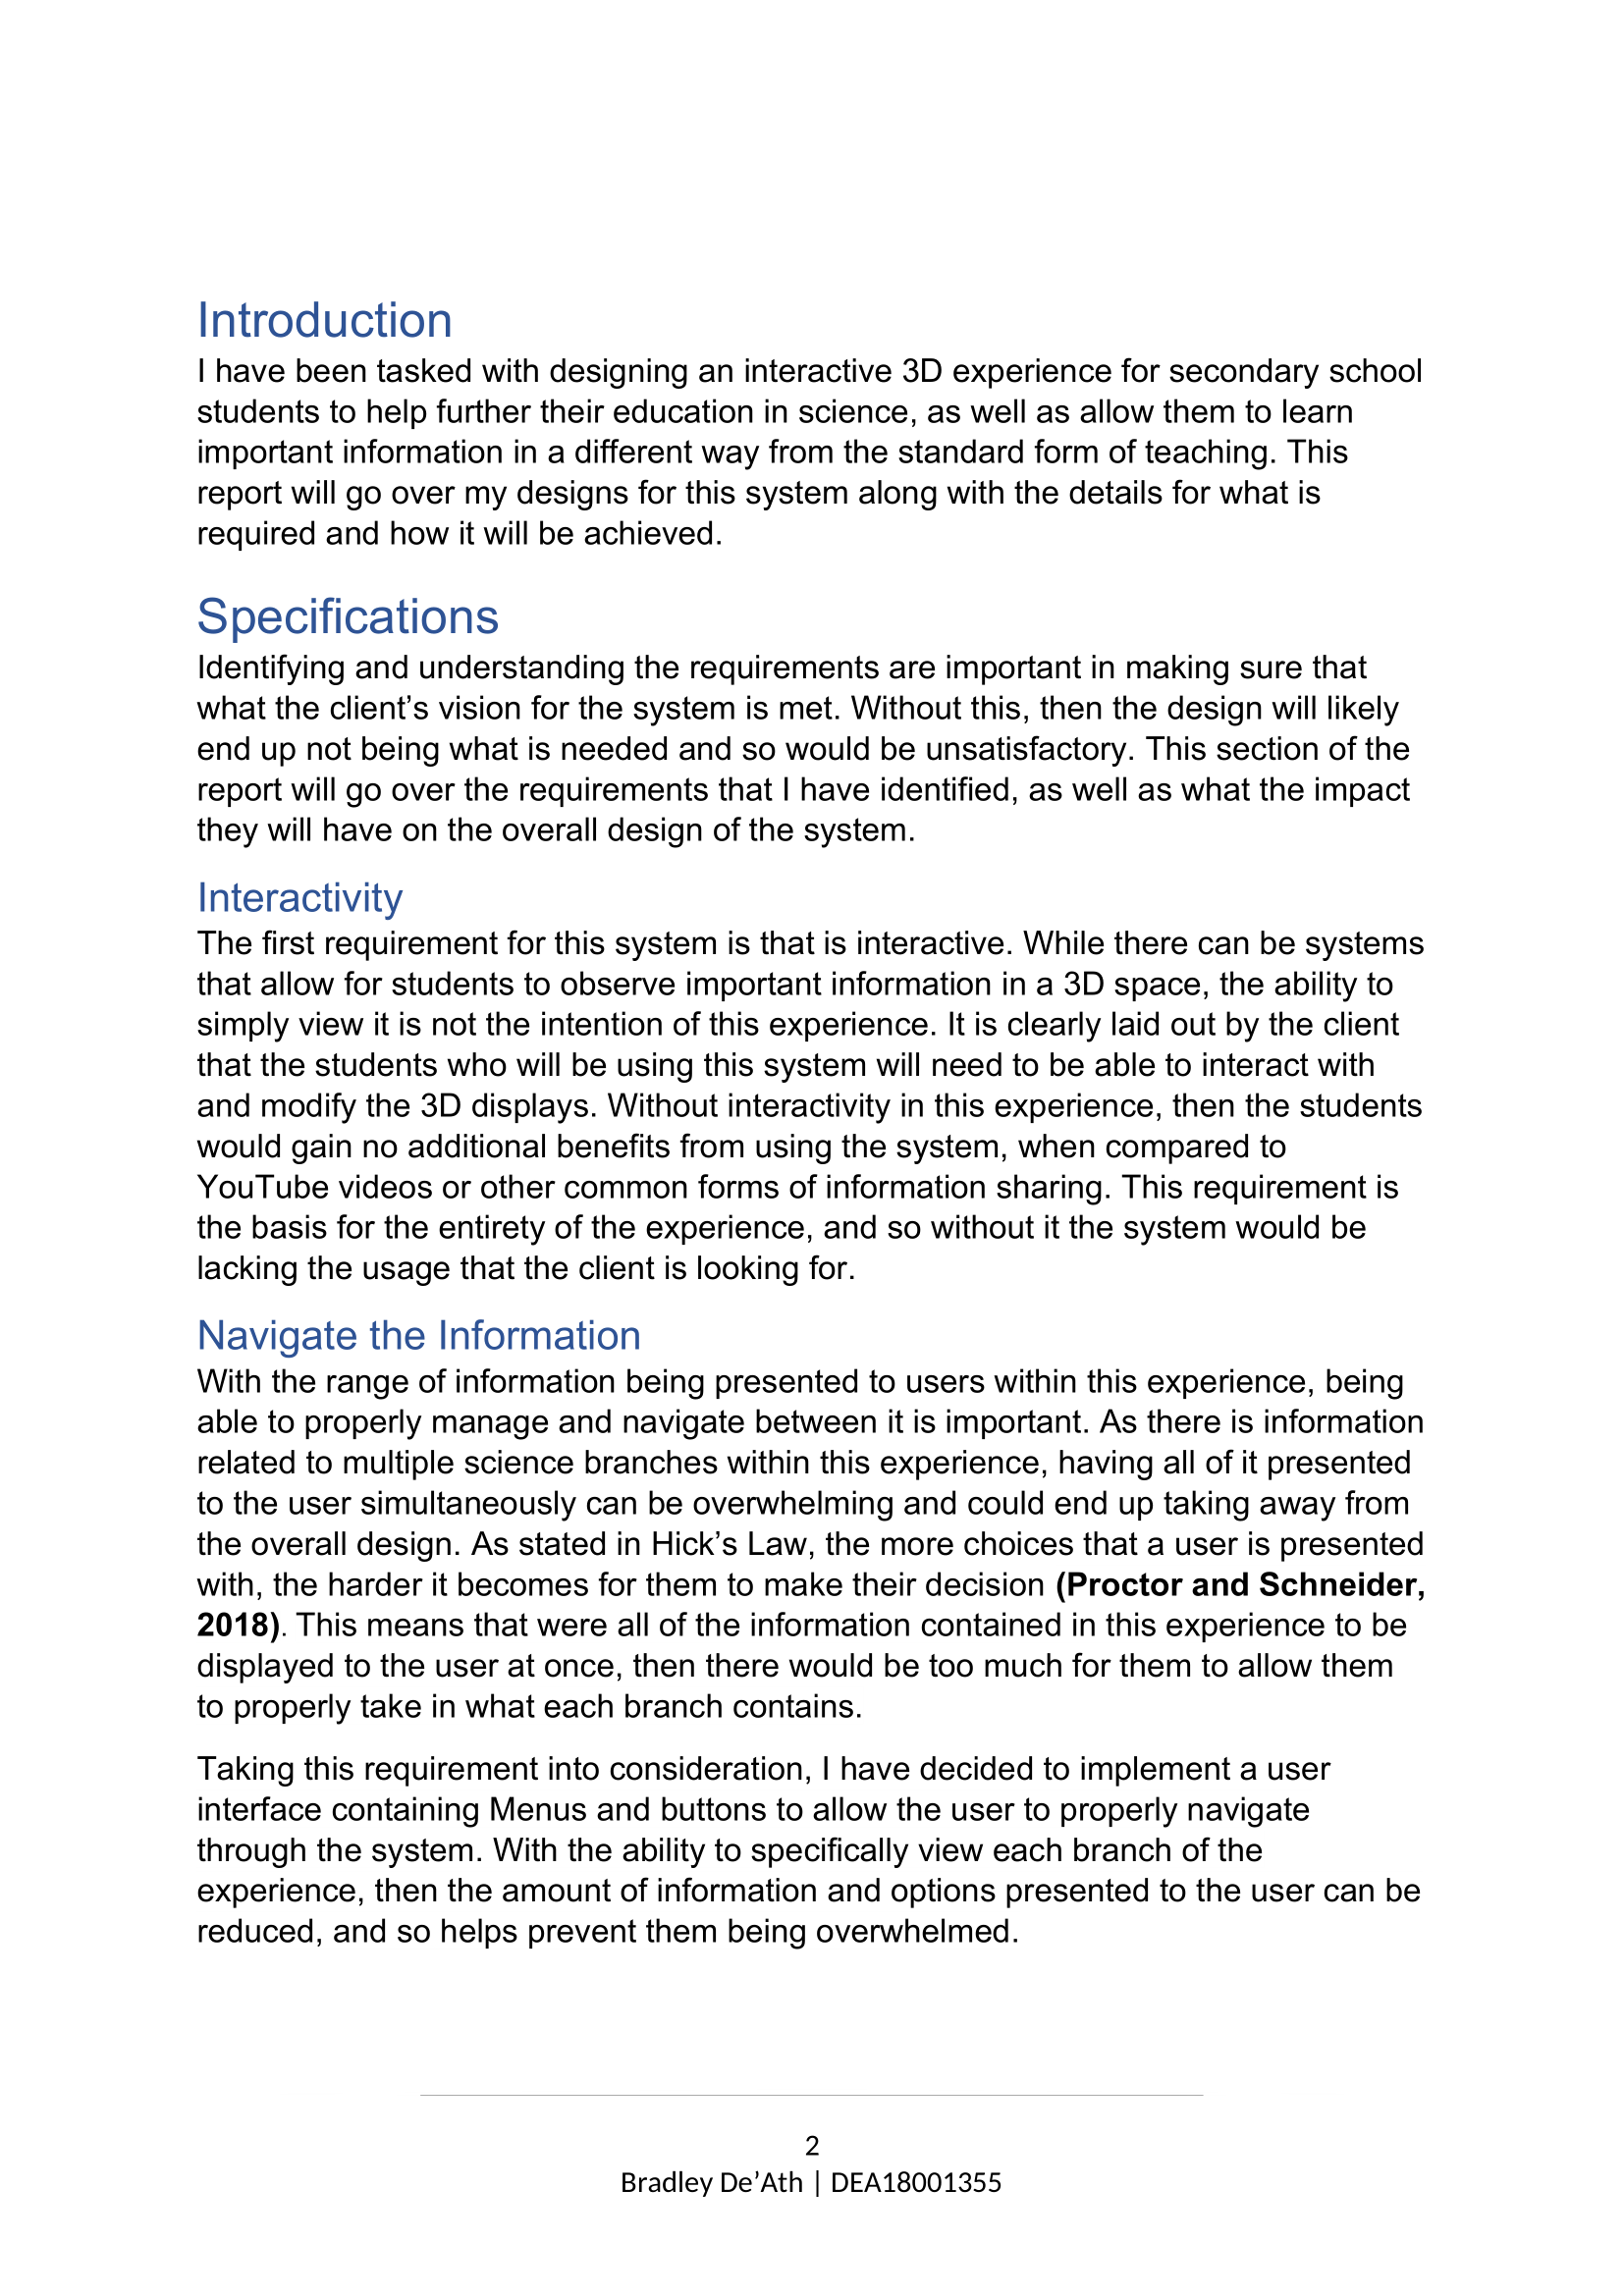 Introduction
I have been tasked with designing an interactive 3D experience for secondary school
students to help further their education in science, as well as allow them to learn
important information in a different way from the standard form of teaching. This
report will go over my designs for this system along with the details for what is
required and how it will be achieved.
Specifications
Identifying and understanding the requirements are important in making sure that
what the client’s vision for the system is met. Without this, then the design will likely
end up not being what is needed and so would be unsatisfactory. This section of the
report will go over the requirements that I have identified, as well as what the impact
they will have on the overall design of the system.
Interactivity
The first requirement for this system is that is interactive. While there can be systems
that allow for students to observe important information in a 3D space, the ability to
simply view it is not the intention of this experience. It is clearly laid out by the client
that the students who will be using this system will need to be able to interact with
and modify the 3D displays. Without interactivity in this experience, then the students
would gain no additional benefits from using the system, when compared to
YouTube videos or other common forms of information sharing. This requirement is
the basis for the entirety of the experience, and so without it the system would be
lacking the usage that the client is looking for.
Navigate the Information
With the range of information being presented to users within this experience, being
able to properly manage and navigate between it is important. As there is information
related to multiple science branches within this experience, having all of it presented
to the user simultaneously can be overwhelming and could end up taking away from
the overall design. As stated in Hick’s Law, the more choices that a user is presented
with, the harder it becomes for them to make their decision (Proctor and Schneider,
2018). This means that were all of the information contained in this experience to be
displayed to the user at once, then there would be too much for them to allow them
to properly take in what each branch contains.
Taking this requirement into consideration, I have decided to implement a user
interface containing Menus and buttons to allow the user to properly navigate
through the system. With the ability to specifically view each branch of the
experience, then the amount of information and options presented to the user can be
reduced, and so helps prevent them being overwhelmed.
2
Bradley De’Ath | DEA18001355